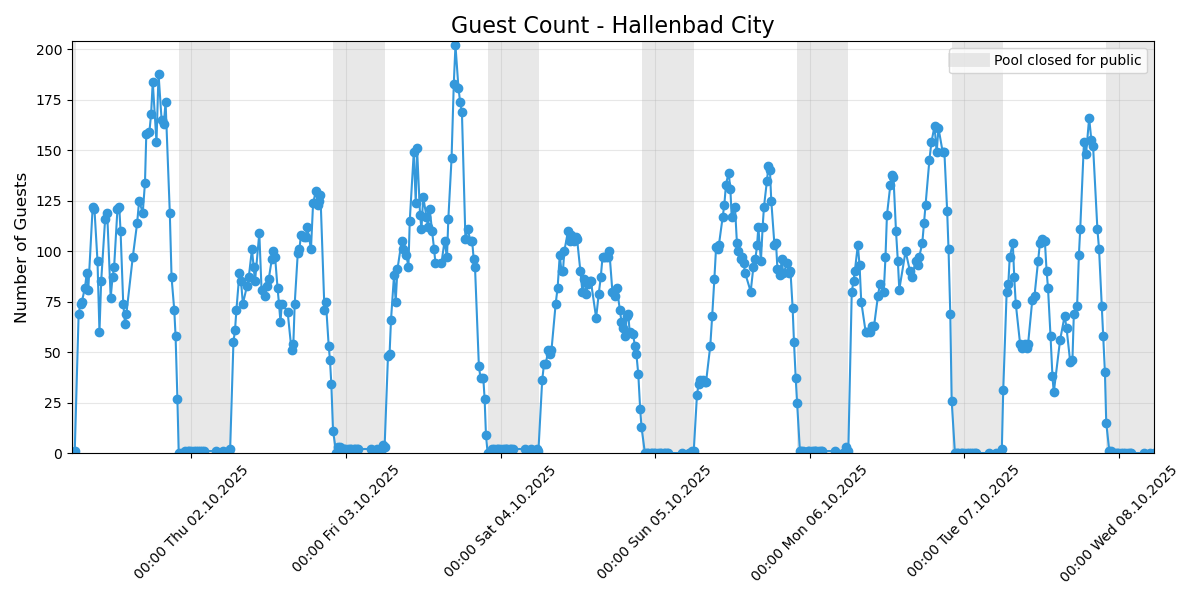 Guest Count - Hallenbad City
Pool closed for public
Number of Guests
200
175
150
125
100
75
50
25
0
00:00 Thu 02.10.2025
00:00 Fri 03.10.2025
00:00 Sat 04.10.2025
00:00 Sun 05.10.2025
00:00 Mon 06.10.2025
00:00 Tue 07.10.2025
00:00 Wed 08.10.2025